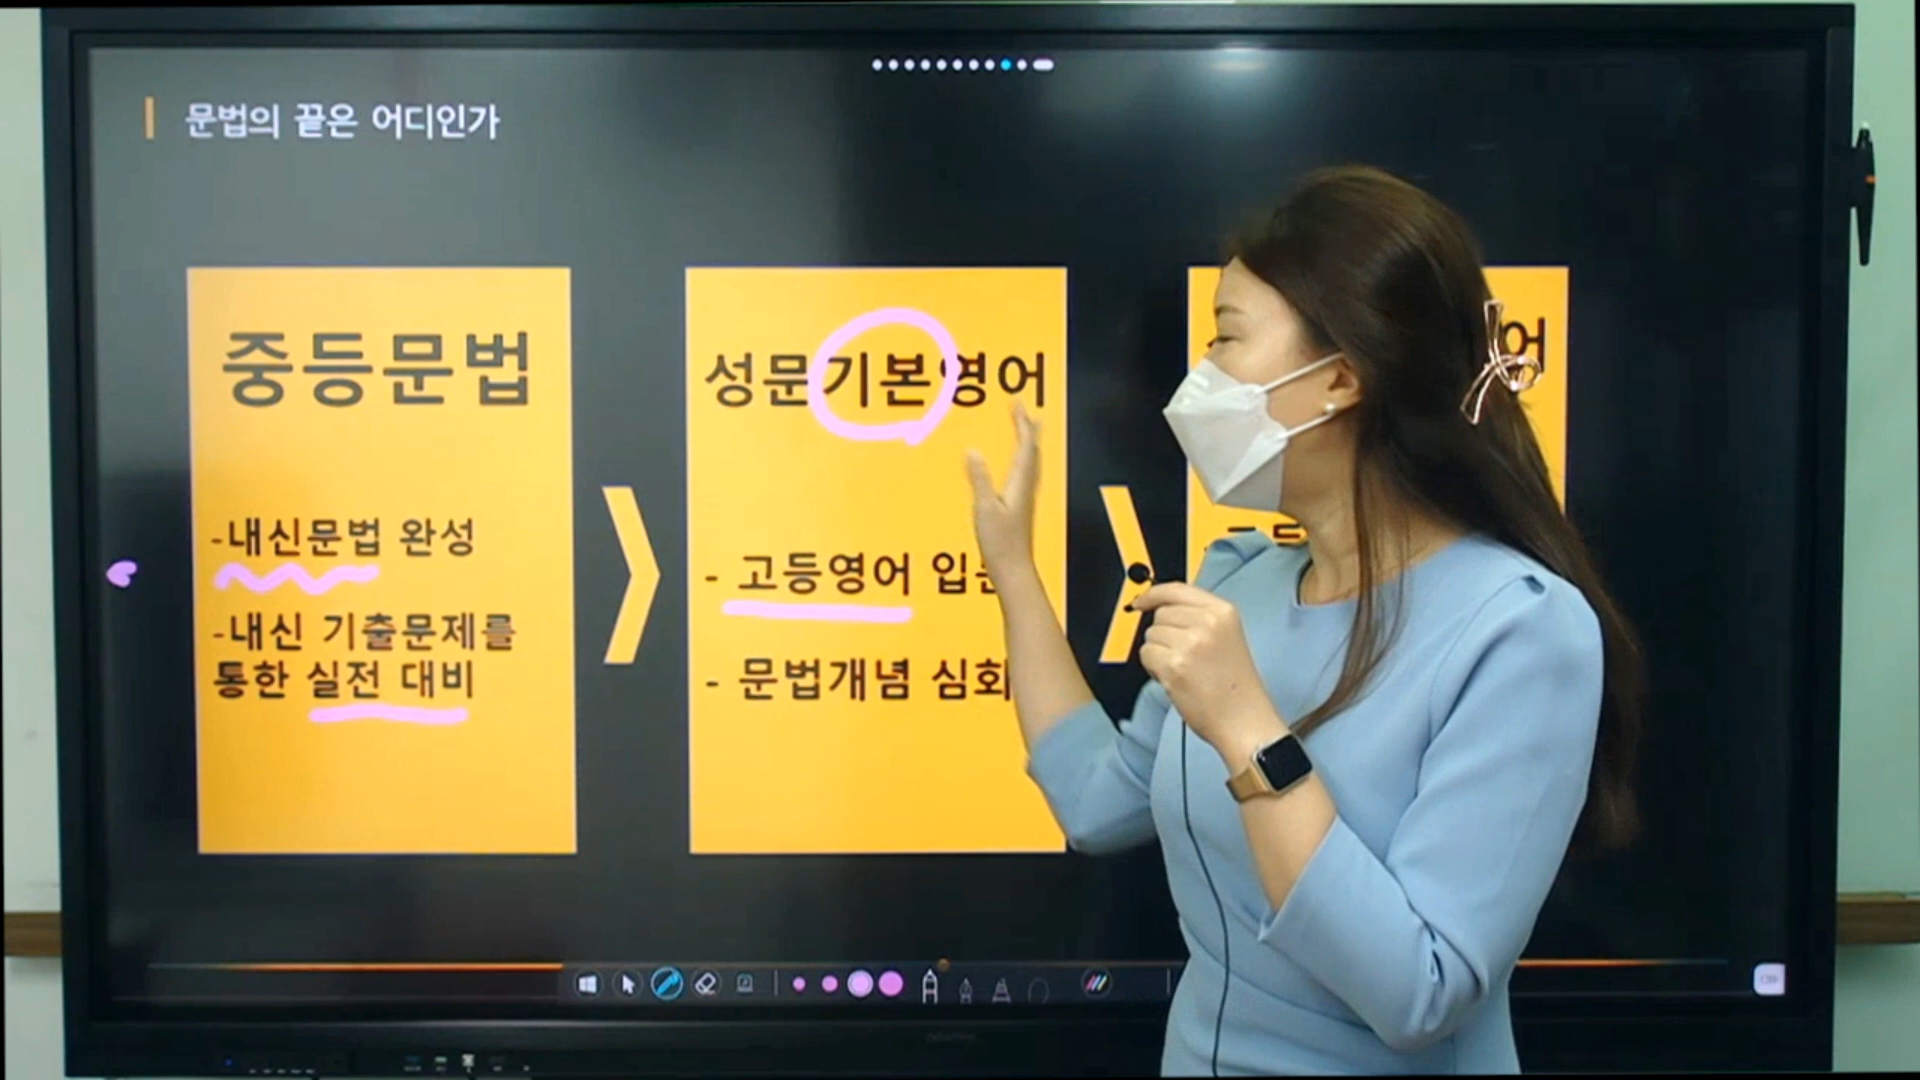 문법의 끝은 어디인가
중등문법
-내신문법 완성
-내신 기출문제를
통한 실전 대비
성문기본영어
- 고등영어
- 문법개념 심화
어